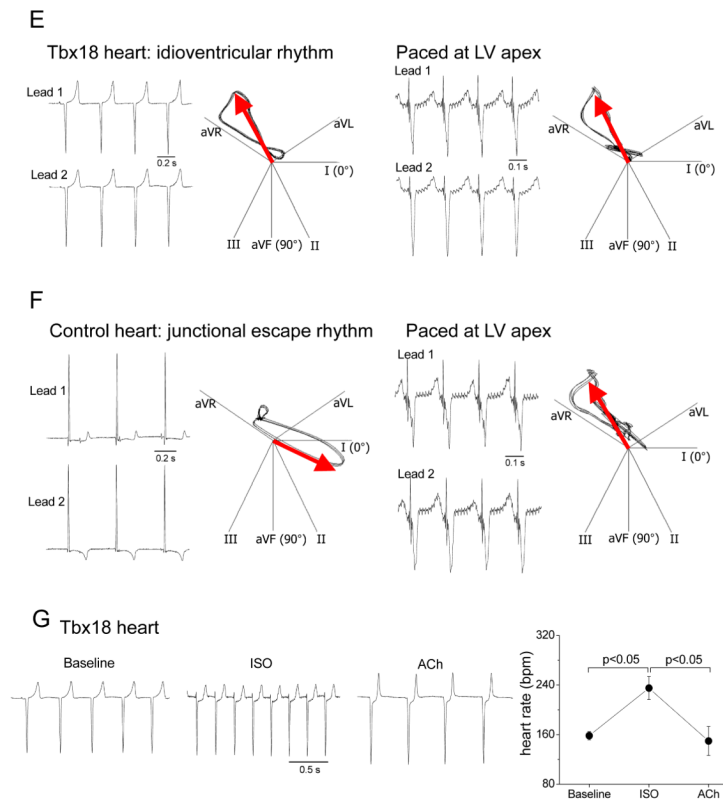 E
Tbx18 heart: idioventricular rhythm
Paced at LV apex
Lead 1
Lead 2
0.2 s
aVR
aVL
I (0°)
III aVF (90°) II
Lead 1
Lead 2
0.1 s
aVR
aVL
I (0°)
III aVF (90°) II
F
Control heart: junctional escape rhythm
Paced at LV apex
Lead 1
Lead 2
0.2 s
aVR
aVL
I (0°)
III aVF (90°) II
Lead 1
Lead 2
0.1 s
aVR
aVL
I (0°)
III aVF (90°) II
G
Tbx18 heart
Baseline
ISO
ACh
0.5 s
heart rate (bpm)
320
240
160
80
p<0.05 p<0.05
Baseline ISO ACh